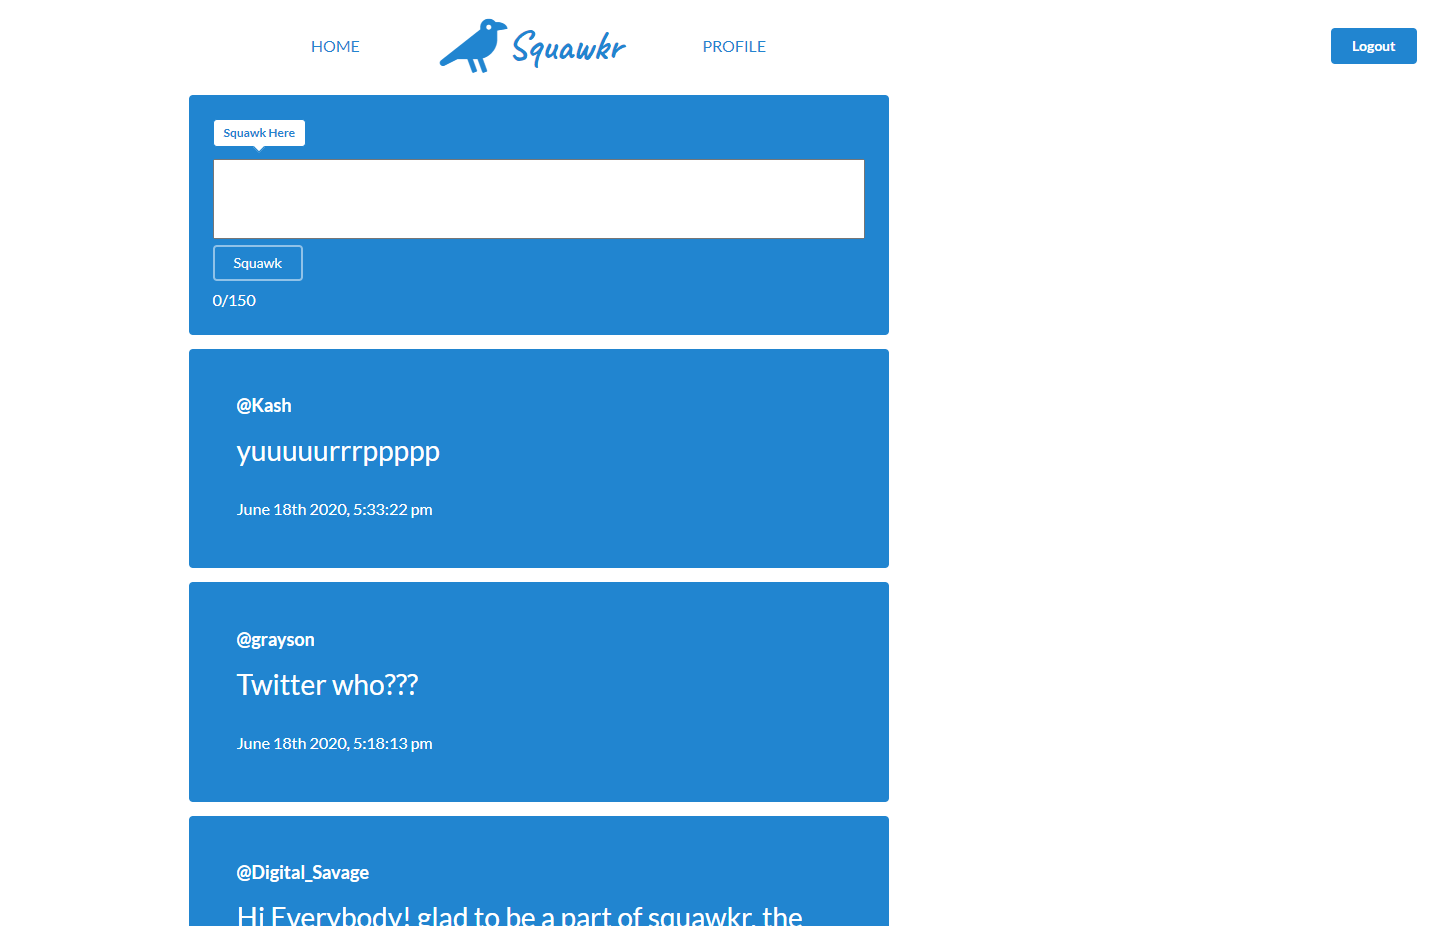 HOME
Squawkr
PROFILE
Logout
Squawk Here
Squawk
0/150
@Kash
yuuuuurrrppppp
June 18th 2020, 5:33:22 pm
@grayson
Twitter who???
June 18th 2020, 5:18:13 pm
@Digital_Savage
Hi Everybody! glad to be a part of squawkr, the